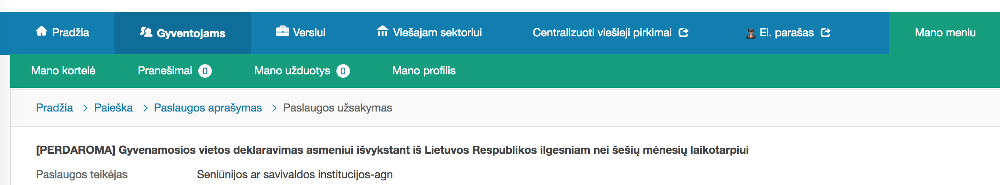 Pradžia Gyventojams Verslui Viešajam sektoriui Centralizuoti viešieji pirkimai El. parašas Mano meniu
Mano kortelė Pranešimai 0 Mano užduotys 0 Mano profilis
Pradžia > Paieška > Paslaugos aprašymas > Paslaugos užsakymas
[PERDAROMA] Gyvenamosios vietos deklaravimas asmeniui išvykstant iš Lietuvos Respublikos ilgesniam nei šešių mėnesių laikotarpiui
Paslaugos teikėjas Seniūnijos ar savivaldos institucijos-agn